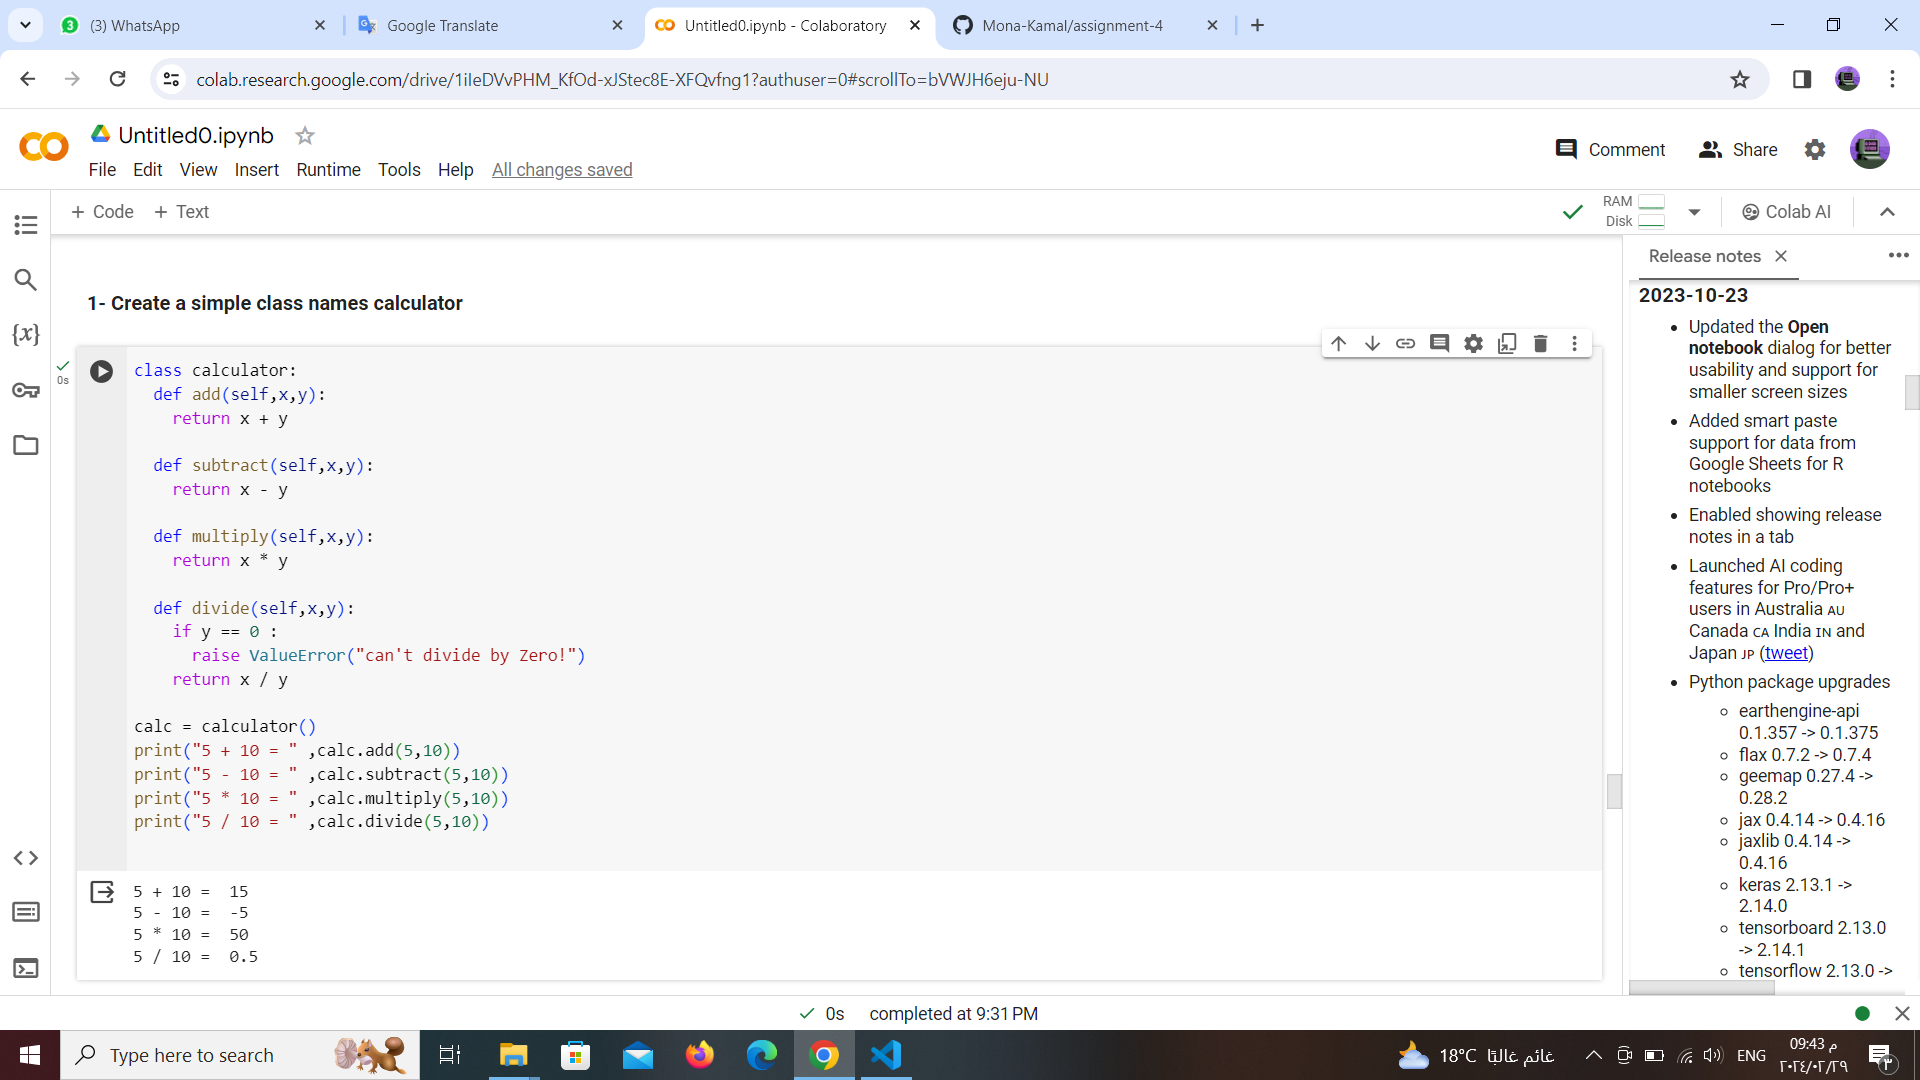 (3) WhatsApp
Google Translate
Untitled0.ipynb - Colaboratory
Mona-Kamal/assignment-4
colab.research.google.com/drive/1iIeDVvPHM_KfOd-xJStec8E-XFQvfng1?authuser=0#scrollTo=bVWJH6eju-NU
Untitled0.ipynb
File Edit View Insert Runtime Tools Help All changes saved
Comment
Share
+ Code + Text
RAM
Disk
Colab AI
1- Create a simple class names calculator
0s
class calculator:
  def add(self,x,y):
    return x + y

  def subtract(self,x,y):
    return x - y

  def multiply(self,x,y):
    return x * y

  def divide(self,x,y):
    if y == 0 :
      raise ValueError("can't divide by Zero!")
    return x / y

calc = calculator()
print("5 + 10 = " ,calc.add(5,10))
print("5 - 10 = " ,calc.subtract(5,10))
print("5 * 10 = " ,calc.multiply(5,10))
print("5 / 10 = " ,calc.divide(5,10))
5 + 10 =  15
5 - 10 =  -5
5 * 10 =  50
5 / 10 =  0.5
Release notes
2023-10-23
Updated the Open
notebook dialog for better
usability and support for
smaller screen sizes
Added smart paste
support for data from
Google Sheets for R
notebooks
Enabled showing release
notes in a tab
Launched AI coding
features for Pro/Pro+
users in Australia AU
Canada CA India IN and
Japan JP (tweet)
Python package upgrades
earthengine-api
0.1.357 -> 0.1.375
flax 0.7.2 -> 0.7.4
geemap 0.27.4 ->
0.28.2
jax 0.4.14 -> 0.4.16
jaxlib 0.4.14 ->
0.4.16
keras 2.13.1 ->
2.14.0
tensorboard 2.13.0
-> 2.14.1
tensorflow 2.13.0 ->
0s completed at 9:31 PM
Type here to search
18°C غائم غالبًا
ENG
09:43 م
٢٠٢٤/٠٢/٢٩
٣